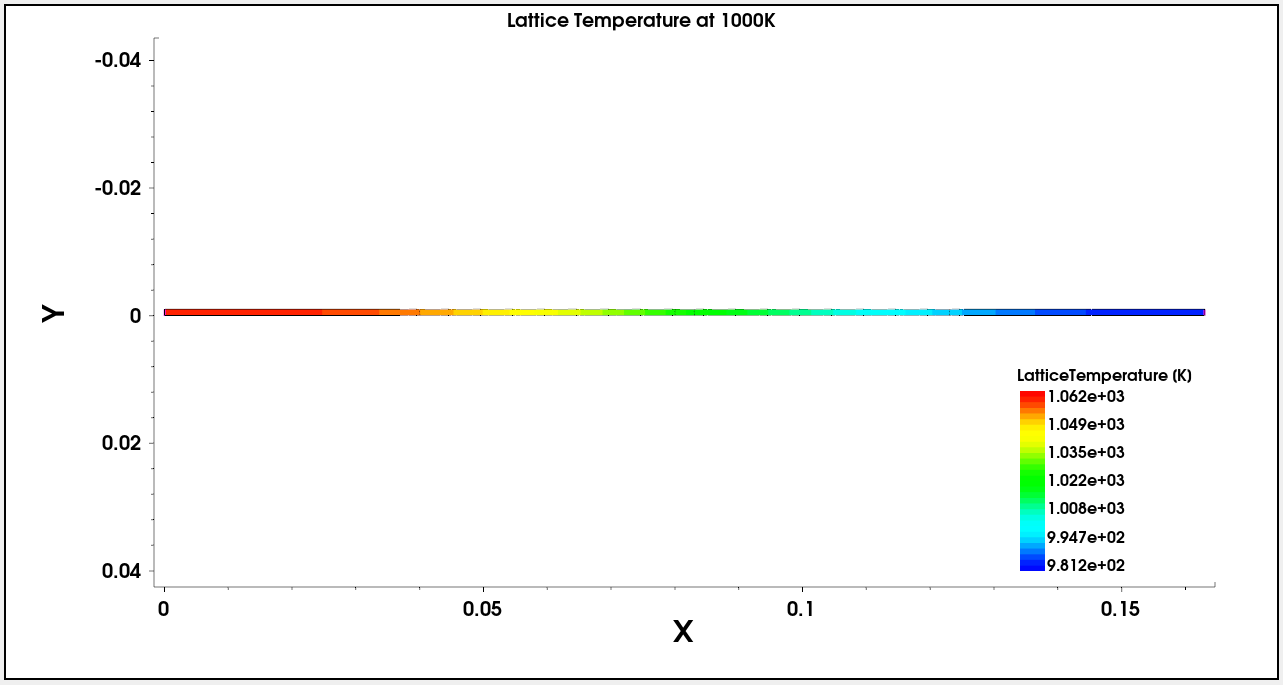 Lattice Temperature at 1000K
-0.04
-0.02
0
0.02
0.04
Y
LatticeTemperature (K)
1.062e+03
1.049e+03
1.035e+03
1.022e+03
1.008e+03
9.947e+02
9.812e+02
0 0.05 0.1 0.15
X